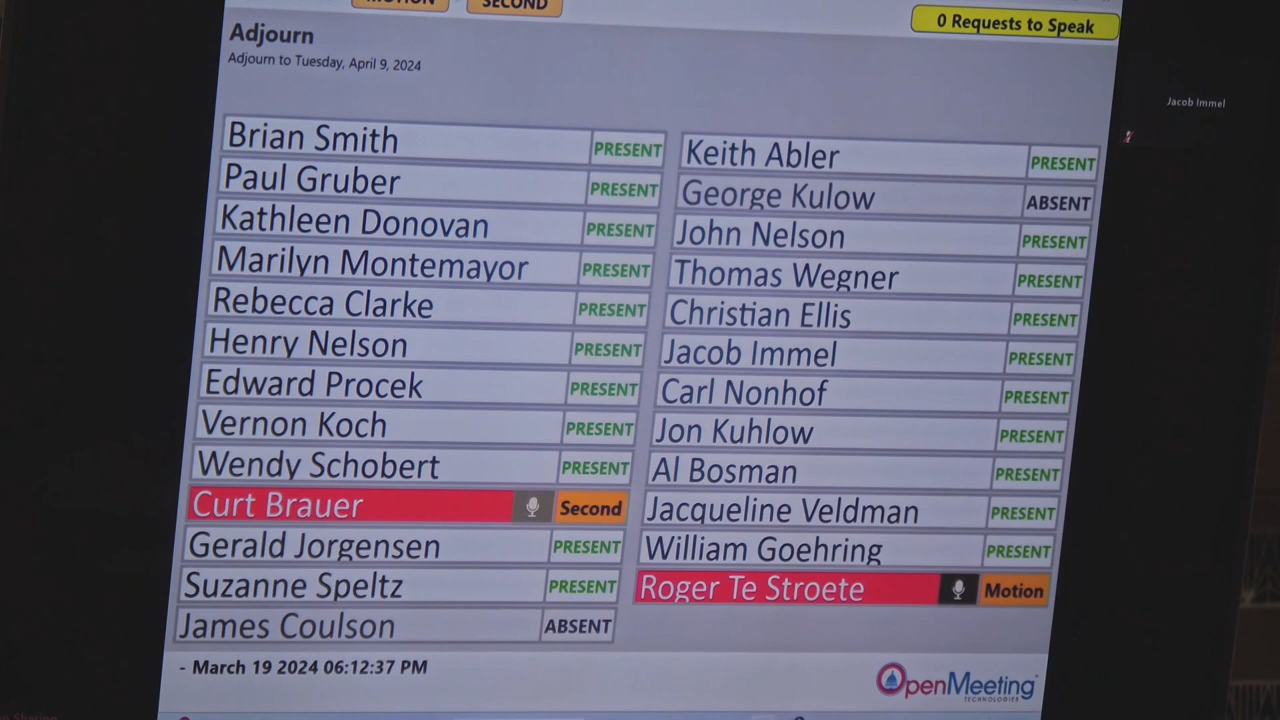 MOTION SECOND
0 Requests to Speak
Adjourn
Adjourn to Tuesday, April 9, 2024
Jacob Immel
Brian Smith PRESENT
Paul Gruber PRESENT
Kathleen Donovan PRESENT
Marilyn Montemayor PRESENT
Rebecca Clarke PRESENT
Henry Nelson PRESENT
Edward Procek PRESENT
Vernon Koch PRESENT
Wendy Schobert PRESENT
Curt Brauer Second
Gerald Jorgensen PRESENT
Suzanne Speltz PRESENT
James Coulson ABSENT
Keith Abler PRESENT
George Kulow ABSENT
John Nelson PRESENT
Thomas Wegner PRESENT
Christian Ellis PRESENT
Jacob Immel PRESENT
Carl Nonhof PRESENT
Jon Kuhlow PRESENT
Al Bosman PRESENT
Jacqueline Veldman PRESENT
William Goehring PRESENT
Roger Te Stroete Motion
- March 19 2024 06:12:37 PM
OpenMeeting
TECHNOLOGIES
Sharing